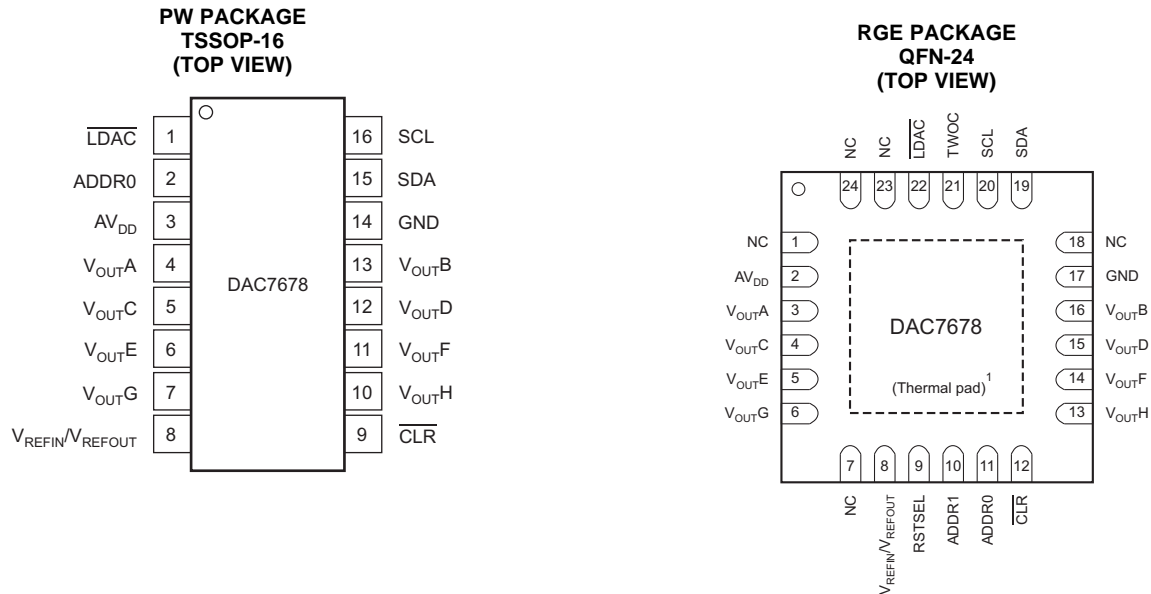 PW PACKAGE
TSSOP-16
(TOP VIEW)
LDAC 1
ADDR0 2
AVDD 3
VOUTA 4
VOUTC 5
VOUTE 6
VOUTG 7
VREFIN/VREFOUT 8
DAC7678
16 SCL
15 SDA
14 GND
13 VOUTB
12 VOUTD
11 VOUTF
10 VOUTH
9 CLR
RGE PACKAGE
QFN-24
(TOP VIEW)
NC NC LDAC TWOC SCL SDA
24 23 22 21 20 19
NC 1
AVDD 2
VOUTA 3
VOUTC 4
VOUTE 5
VOUTG 6
DAC7678
(Thermal pad)1
18 NC
17 GND
16 VOUTB
15 VOUTD
14 VOUTF
13 VOUTH
7 8 9 10 11 12
NC VREFIN/VREFOUT RSTSEL ADDR1 ADDR0 CLR